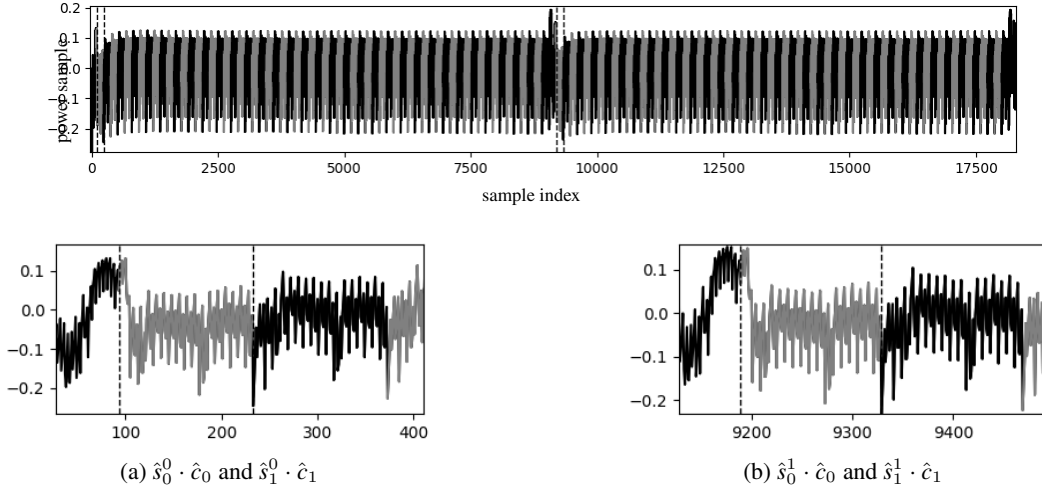 0.2
0.1
0.0
−0.1
−0.2
power sample
0 2500 5000 7500 10000 12500 15000 17500
sample index
0.1
0.0
−0.1
−0.2
100 200 300 400
(a) ŝ₀⁰ · ĉ₀ and ŝ₁⁰ · ĉ₁
0.1
0.0
−0.1
−0.2
9200 9300 9400
(b) ŝ₀¹ · ĉ₀ and ŝ₁¹ · ĉ₁